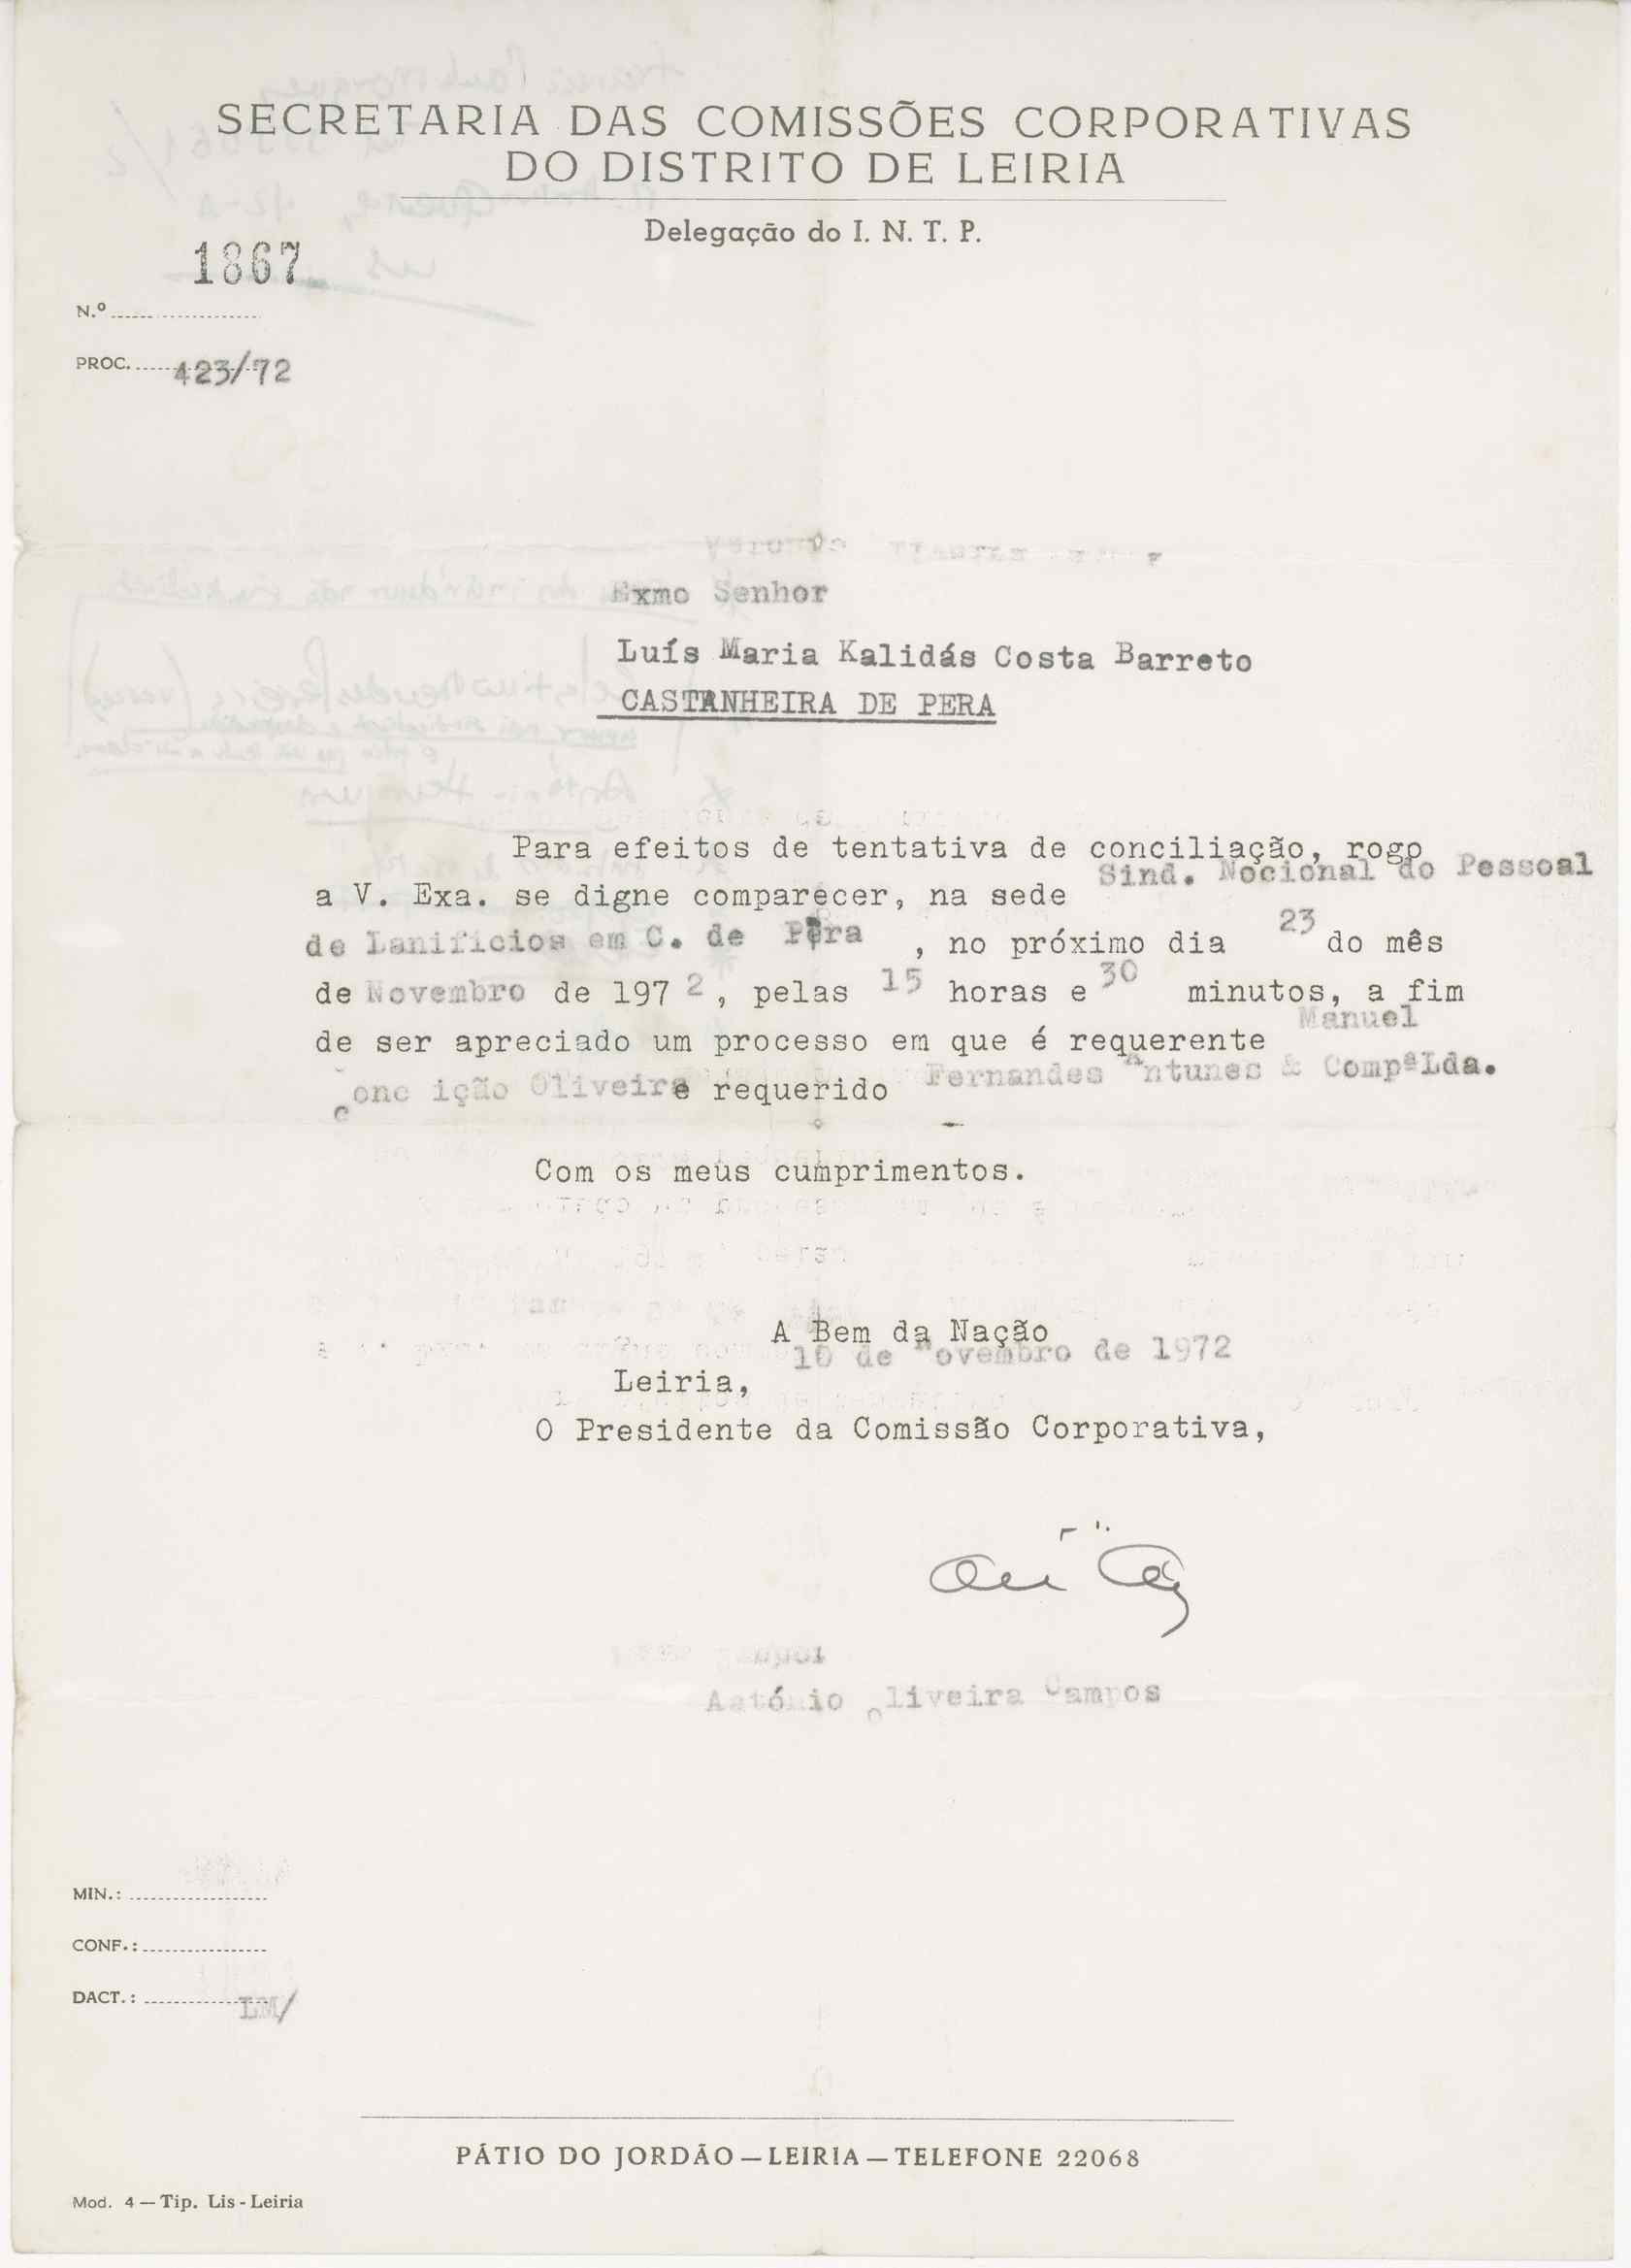 SECRETARIA DAS COMISSÕES CORPORATIVAS
DO DISTRITO DE LEIRIA
Delegação do I. N. T. P.
1867
N.º
PROC. 423/72
Exmo Senhor
Luís Maria Kalidás Costa Barreto
CASTANHEIRA DE PERA
Para efeitos de tentativa de conciliação, rogo
a V. Exa. se digne comparecer, na sede Sind. Nocional do Pessoal
de Lanifícios em C. de Pera , no próximo dia 23 do mês
de Novembro de 1972, pelas 15 horas e 30 minutos, a fim
de ser apreciado um processo em que é requerente Manuel
Conc ição Oliveira e requerido Fernandes Antunes & CompªLda.
Com os meus cumprimentos.
A Bem da Nação
Leiria, 10 de Novembro de 1972
O Presidente da Comissão Corporativa,
António Oliveira Campos
MIN.:
CONF.:
DACT.: LM/
PÁTIO DO JORDÃO — LEIRIA — TELEFONE 22068
Mod. 4 — Tip. Lis - Leiria